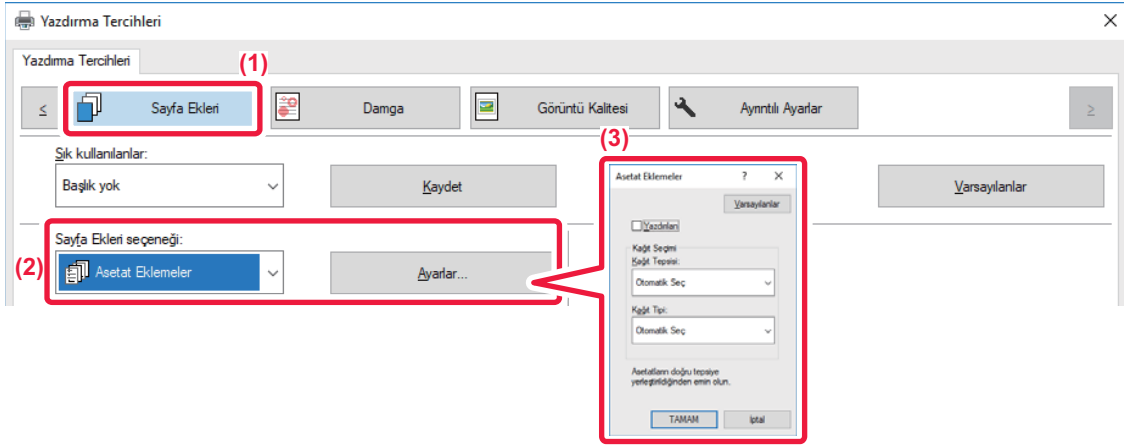 Yazdırma Tercihleri
Yazdırma Tercihleri
(1)
<
Sayfa Ekleri
Damga
Görüntü Kalitesi
Ayrıntılı Ayarlar
>
Sık kullanılanlar:
Başlık yok
Kaydet
Varsayılanlar
(2)
Sayfa Ekleri seçeneği:
Asetat Eklemeler
Ayarlar...
(3)
Asetat Eklemeler
?
Varsayılanlar
Yazdırılan
Kağıt Seçimi
Kağıt Tepsisi:
Otomatik Seç
Kağıt Tipi:
Otomatik Seç
Asetatların doğru tepsiye
yerleştirildiğinden emin olun.
TAMAM
İptal